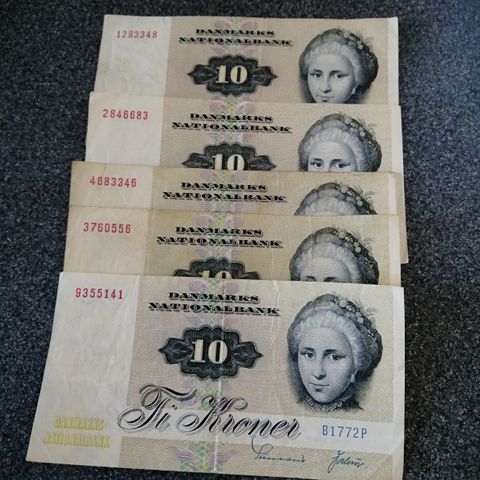 1283348
DANMARKS
NATIONALBANK
10
2846683
DANMARKS
NATIONALBANK
10
4683346
DANMARKS
NATIONALBANK
3760556
DANMARKS
NATIONALBANK
10
9355141
DANMARKS
NATIONALBANK
10
Ti Kroner
DANMARKS
NATIONALBANK
B1772P